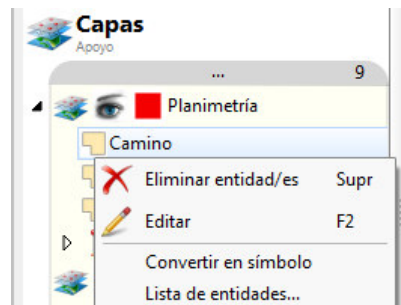 Capas
Apoyo
... 9
Planimetría
Camino
Eliminar entidad/es Supr
Editar F2
Convertir en símbolo
Lista de entidades...